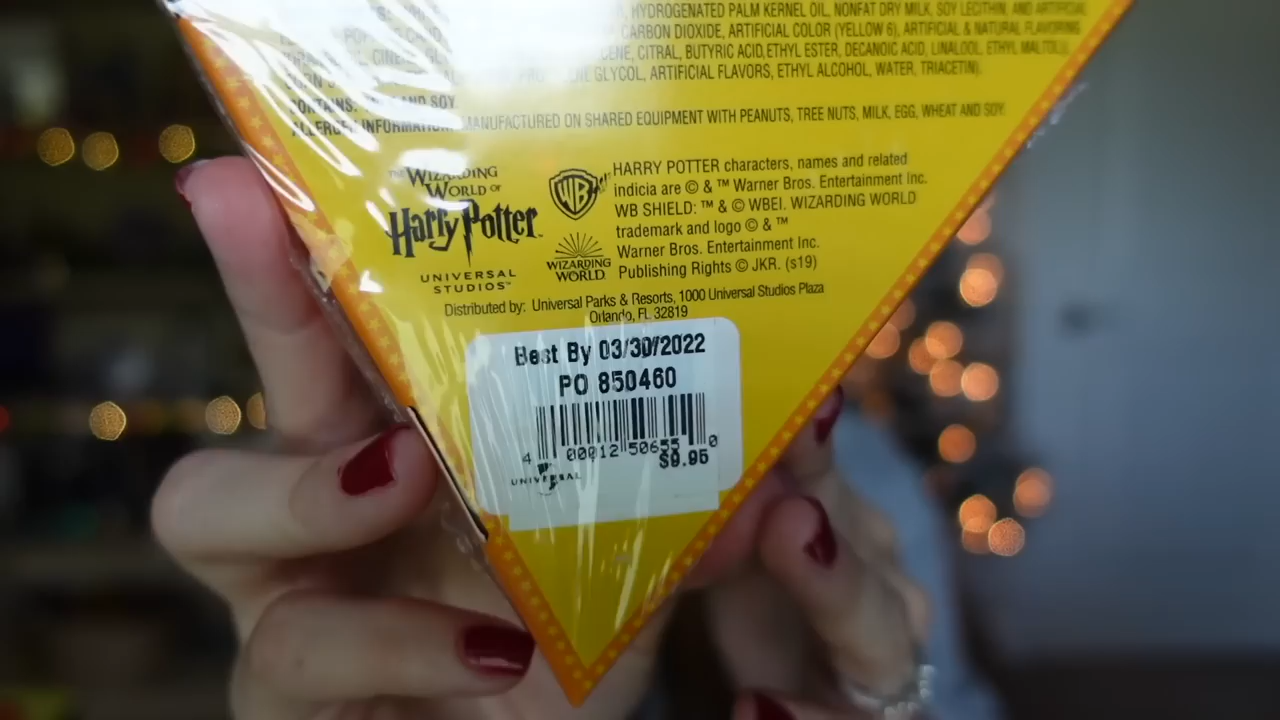 HYDROGENATED PALM KERNEL OIL, NONFAT DRY MILK, SOY LECITHIN, AND ARTIFICIAL
CARBON DIOXIDE, ARTIFICIAL COLOR (YELLOW 6), ARTIFICIAL & NATURAL FLAVORING
CITRAL, BUTYRIC ACID, ETHYL ESTER, DECANOIC ACID, LINALOOL, ETHYL MALTOL,
GLYCOL, ARTIFICIAL FLAVORS, ETHYL ALCOHOL, WATER, TRIACETIN).
CONTAINS: AND SOY.
ALLERGEN INFORMATION: MANUFACTURED ON SHARED EQUIPMENT WITH PEANUTS, TREE NUTS, MILK, EGG, WHEAT AND SOY.
THE WIZARDING
WORLD OF
Harry Potter™
UNIVERSAL
STUDIOS™
WB
WIZARDING
WORLD
HARRY POTTER characters, names and related
indicia are © & ™ Warner Bros. Entertainment Inc.
WB SHIELD: ™ & © WBEI. WIZARDING WORLD
trademark and logo © & ™
Warner Bros. Entertainment Inc.
Publishing Rights © JKR. (s19)
Distributed by: Universal Parks & Resorts, 1000 Universal Studios Plaza
Orlando, FL 32819
Best By 03/30/2022
PO 850460
4 00012 50655 0
$9.95
UNIVERSAL